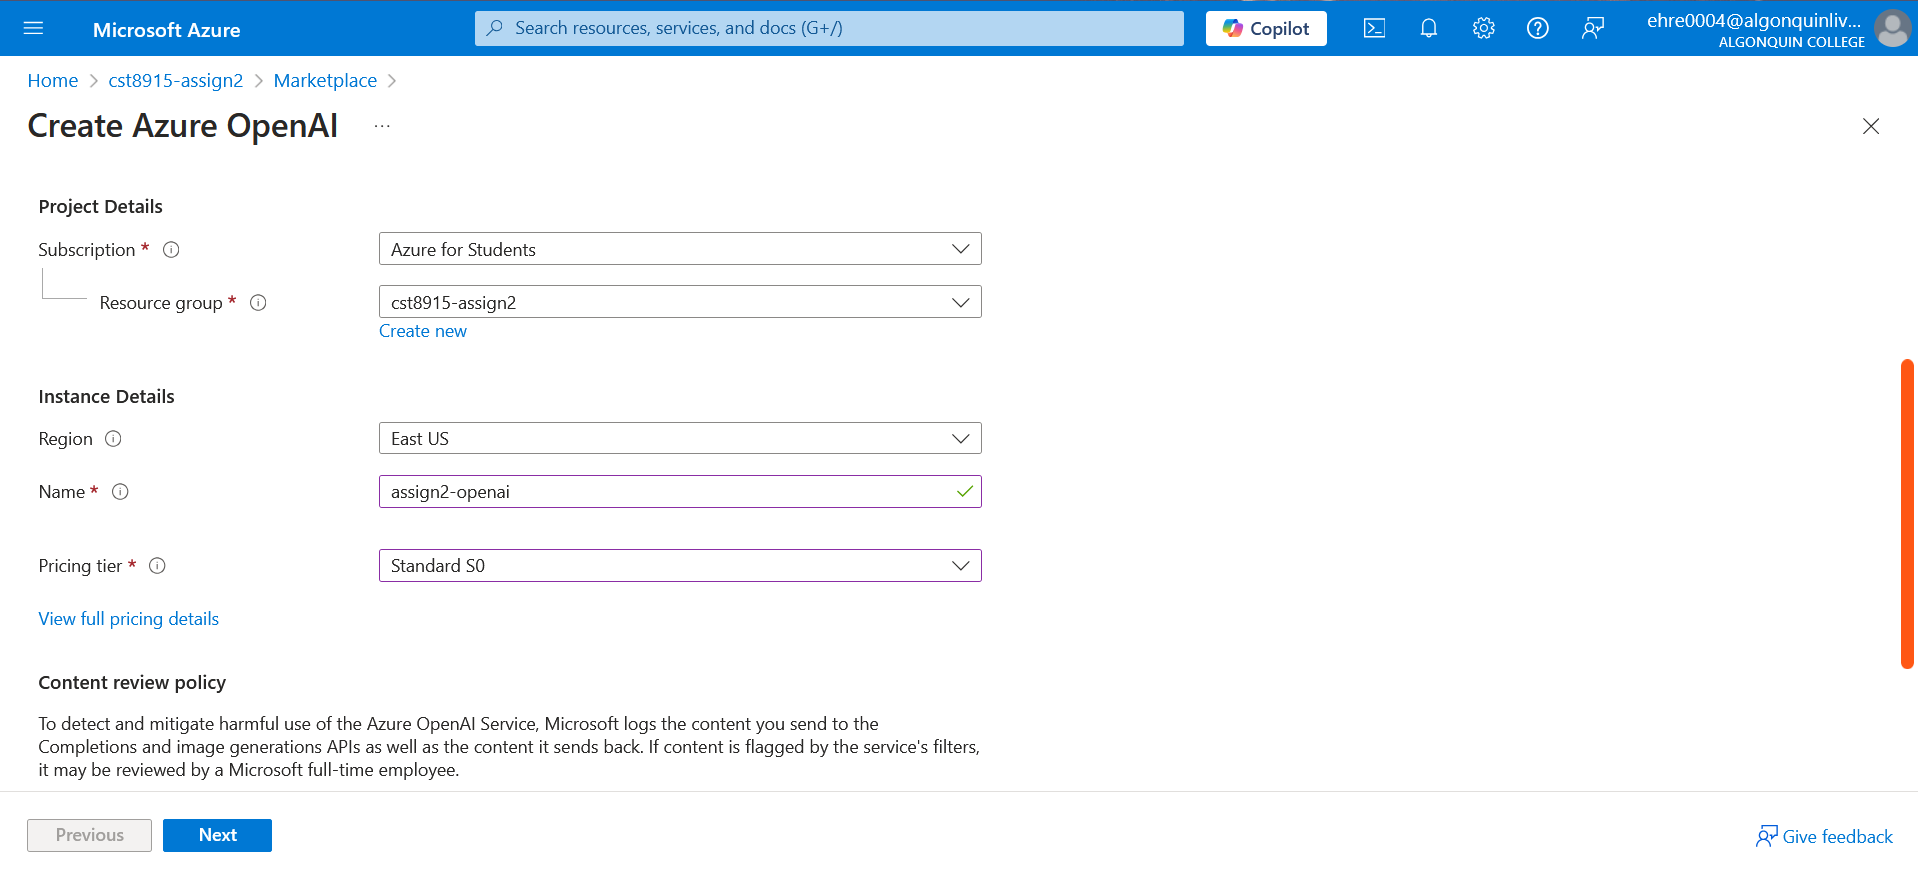 Microsoft Azure
Search resources, services, and docs (G+/)
Copilot
ehre0004@algonquinliv...
ALGONQUIN COLLEGE
Home > cst8915-assign2 > Marketplace >
Create Azure OpenAI ...
Project Details
Subscription *
Azure for Students
Resource group *
cst8915-assign2
Create new
Instance Details
Region
East US
Name *
assign2-openai
Pricing tier *
Standard S0
View full pricing details
Content review policy
To detect and mitigate harmful use of the Azure OpenAI Service, Microsoft logs the content you send to the
Completions and image generations APIs as well as the content it sends back. If content is flagged by the service's filters,
it may be reviewed by a Microsoft full-time employee.
Previous
Next
Give feedback